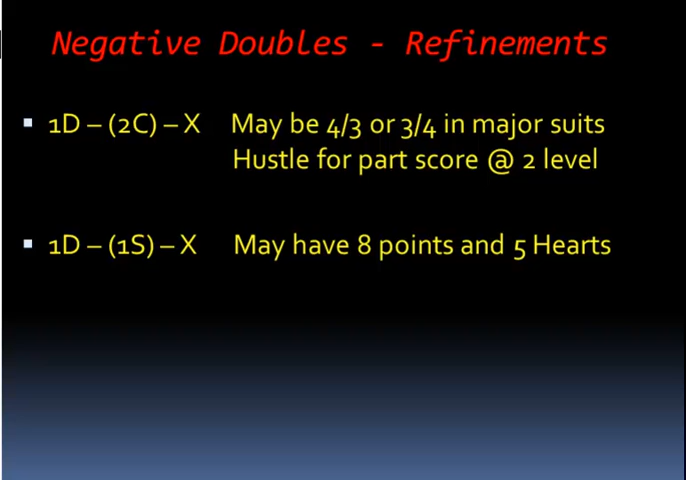 Negative Doubles - Refinements
▪ 1D – (2C) – X May be 4/3 or 3/4 in major suits
Hustle for part score @ 2 level
▪ 1D – (1S) – X May have 8 points and 5 Hearts